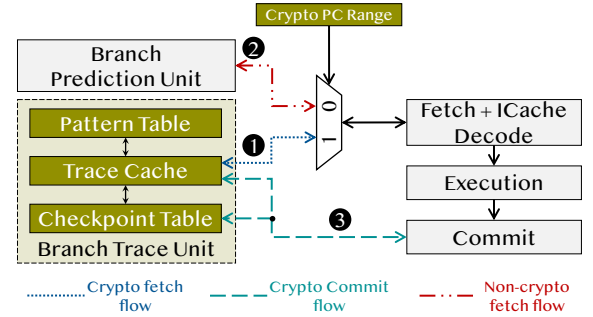 Crypto PC Range
Branch
Prediction Unit
2
Pattern Table
Trace Cache
Checkpoint Table
Branch Trace Unit
1
0
1
3
Fetch + ICache
Decode
Execution
Commit
Crypto fetch
flow
Crypto Commit
flow
Non-crypto
fetch flow